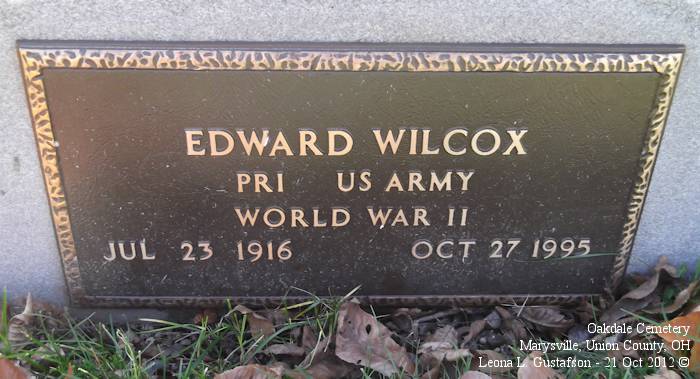 EDWARD WILCOX
PRI US ARMY
WORLD WAR II
JUL 23 1916 OCT 27 1995
Oakdale Cemetery
Marysville, Union County, OH
Leona L. Gustafson - 21 Oct 2012 ©